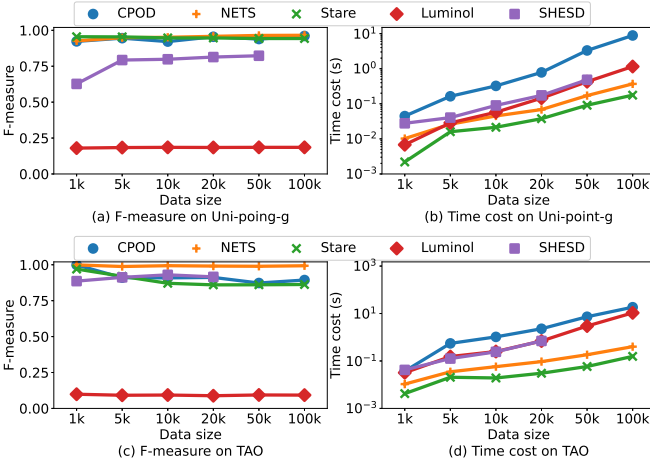 CPOD NETS Stare Luminol SHESD
F-measure
1.00
0.75
0.50
0.25
0.00
1k 5k 10k 20k 50k 100k
Data size
(a) F-measure on Uni-poing-g
Time cost (s)
10^1
10^0
10^−1
10^−2
10^−3
1k 5k 10k 20k 50k 100k
Data size
(b) Time cost on Uni-point-g
CPOD NETS Stare Luminol SHESD
F-measure
1.00
0.75
0.50
0.25
0.00
1k 5k 10k 20k 50k 100k
Data size
(c) F-measure on TAO
Time cost (s)
10^3
10^1
10^−1
10^−3
1k 5k 10k 20k 50k 100k
Data size
(d) Time cost on TAO